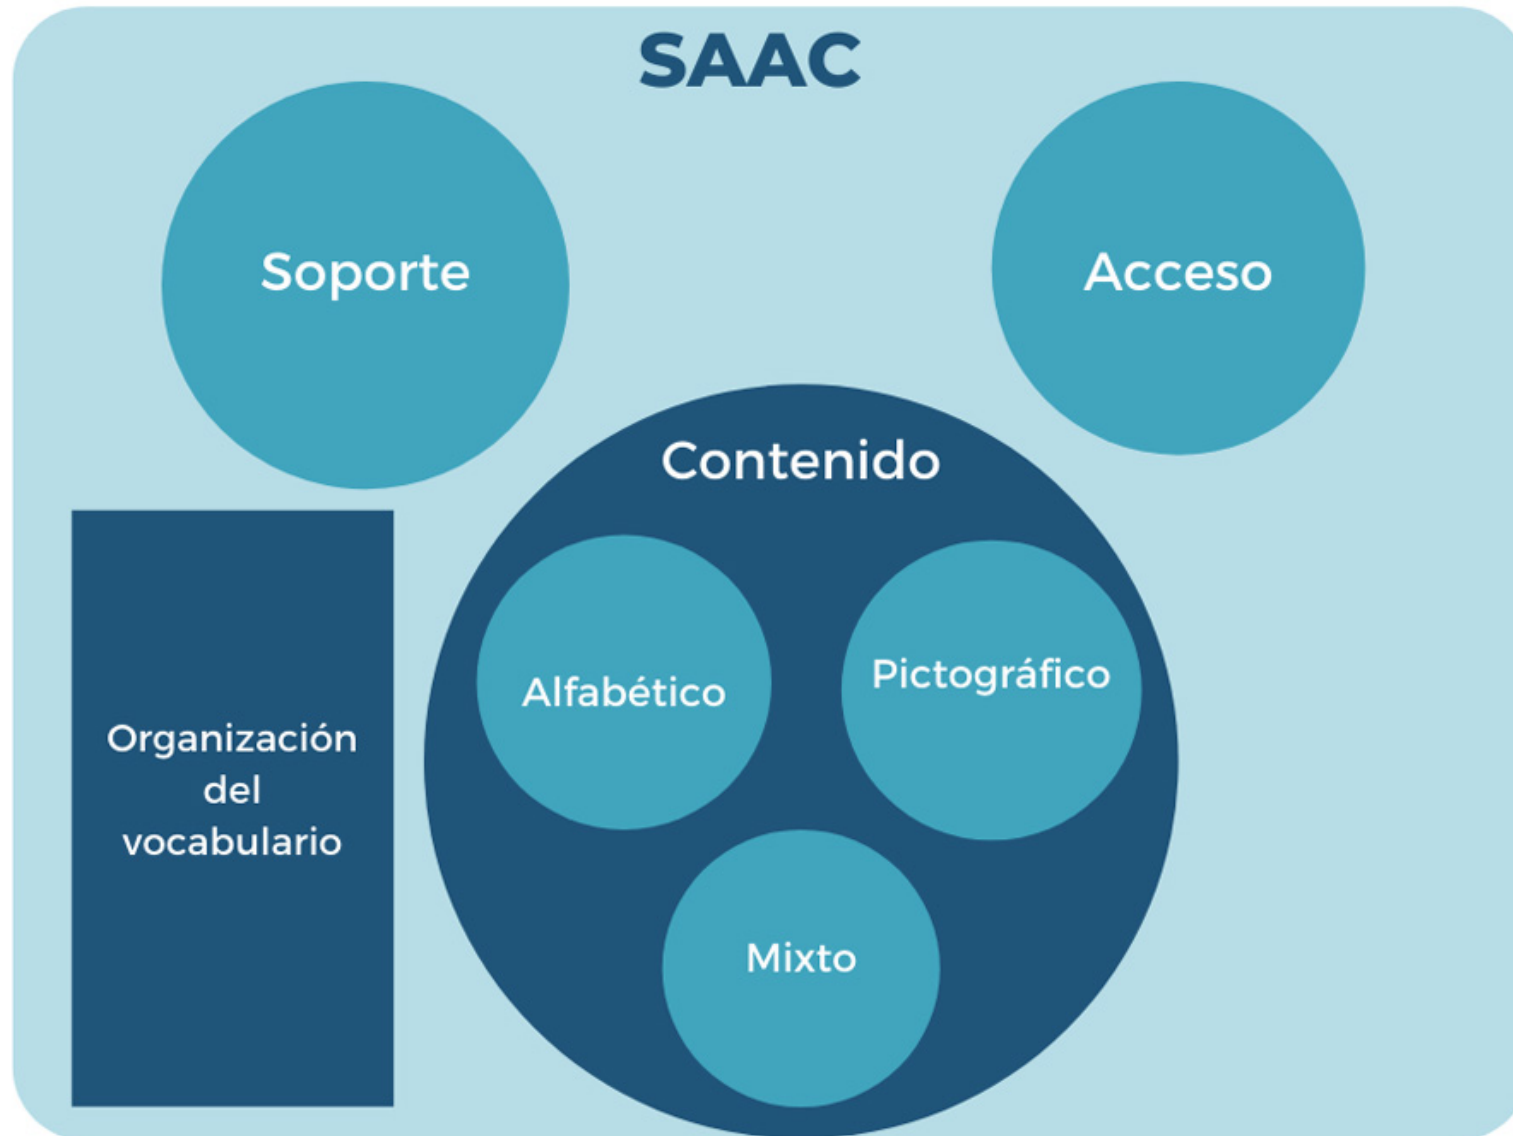 SAAC
Soporte
Acceso
Contenido
Alfabético
Pictográfico
Mixto
Organización
del
vocabulario